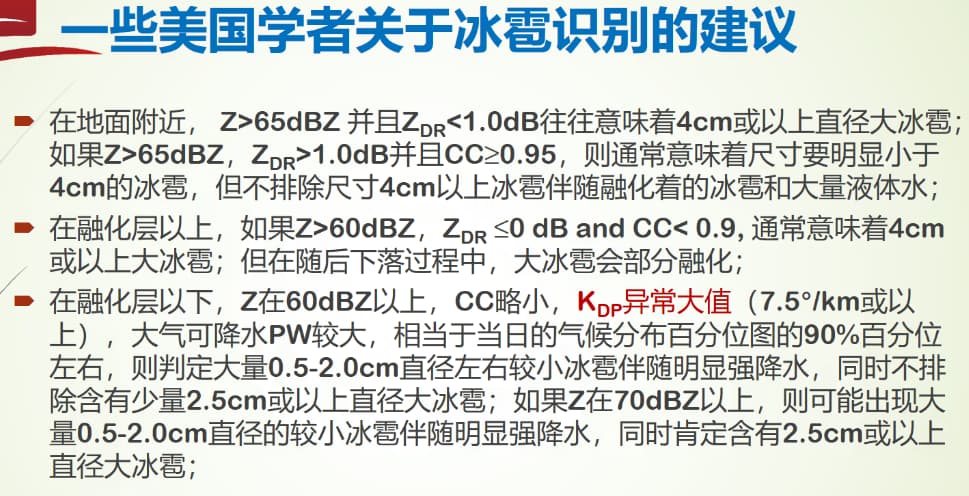 一些美国学者关于冰雹识别的建议
在地面附近， Z>65dBZ 并且ZDR<1.0dB往往意味着4cm或以上直径大冰雹；
如果Z>65dBZ，ZDR>1.0dB并且CC≥0.95，则通常意味着尺寸要明显小于
4cm的冰雹，但不排除尺寸4cm以上冰雹伴随融化着的冰雹和大量液体水；
在融化层以上，如果Z>60dBZ，ZDR ≤0 dB and CC< 0.9, 通常意味着4cm
或以上大冰雹；但在随后下落过程中，大冰雹会部分融化；
在融化层以下，Z在60dBZ以上，CC略小，KDP异常大值（7.5°/km或以
上），大气可降水PW较大，相当于当日的气候分布百分位图的90%百分位
左右，则判定大量0.5-2.0cm直径左右较小冰雹伴随明显强降水，同时不排
除含有少量2.5cm或以上直径大冰雹；如果Z在70dBZ以上，则可能出现大
量0.5-2.0cm直径的较小冰雹伴随明显强降水，同时肯定含有2.5cm或以上
直径大冰雹；